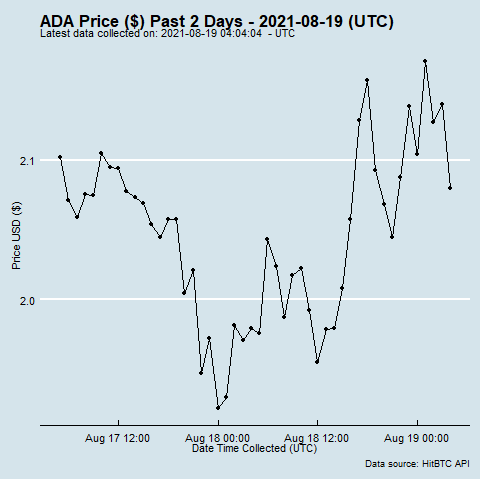 ADA Price ($) Past 2 Days - 2021-08-19 (UTC)
Latest data collected on: 2021-08-19 04:04:04 - UTC
Price USD ($)
2.1
2.0
Aug 17 12:00 Aug 18 00:00 Aug 18 12:00 Aug 19 00:00
Date Time Collected (UTC)
Data source: HitBTC API